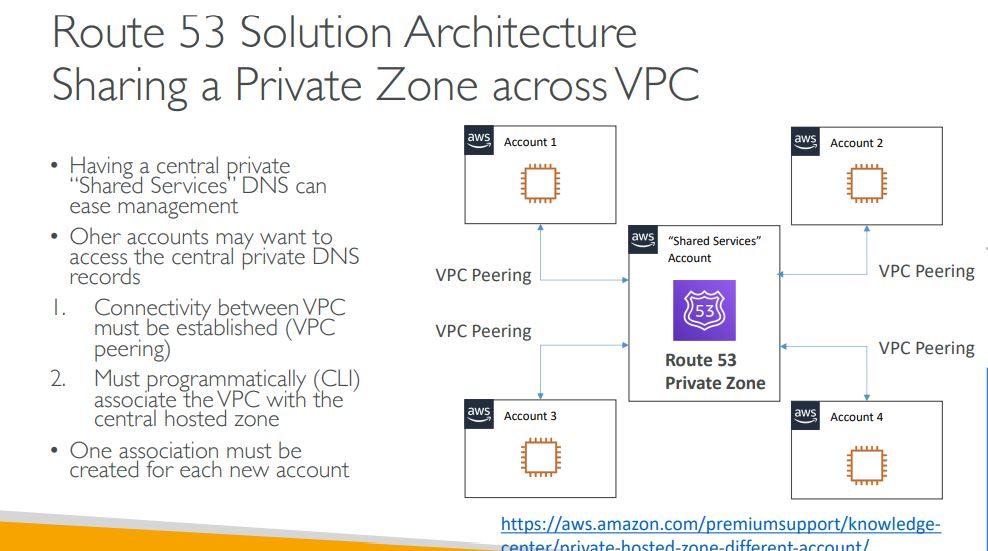 Route 53 Solution Architecture
Sharing a Private Zone across VPC
• Having a central private
“Shared Services” DNS can
ease management
• Oher accounts may want to
access the central private DNS
records
1. Connectivity between VPC
must be established (VPC
peering)
2. Must programmatically (CLI)
associate the VPC with the
central hosted zone
• One association must be
created for each new account
aws Account 1
aws Account 2
aws “Shared Services”
Account
VPC Peering
VPC Peering
53
VPC Peering
VPC Peering
Route 53
Private Zone
aws Account 3
aws Account 4
https://aws.amazon.com/premiumsupport/knowledge-
center/private-hosted-zone-different-account/